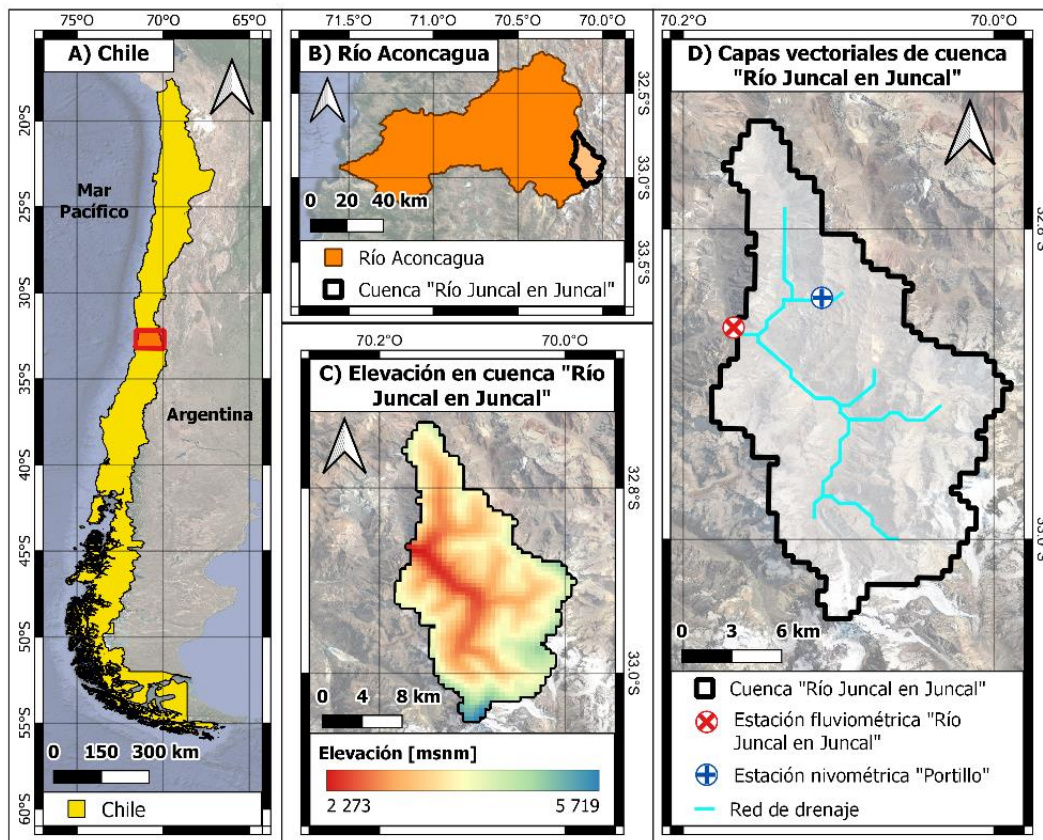 75°O
70°O
65°O
A) Chile
20°S
25°S
30°S
35°S
40°S
45°S
50°S
55°S
60°S
Mar
Pacífico
Argentina
0 150 300 km
Chile
71.5°O
71.0°O
70.5°O
70.0°O
B) Río Aconcagua
32.5°S
33.0°S
33.5°S
0 20 40 km
Río Aconcagua
Cuenca "Río Juncal en Juncal"
70.2°O
70.0°O
C) Elevación en cuenca "Río
Juncal en Juncal"
32.8°S
33.0°S
0 4 8 km
Elevación [msnm]
2 273
5 719
70.2°O
70.0°O
D) Capas vectoriales de cuenca
"Río Juncal en Juncal"
32.8°S
33.0°S
0 3 6 km
Cuenca "Río Juncal en Juncal"
Estación fluviométrica "Río
Juncal en Juncal"
Estación nivométrica "Portillo"
Red de drenaje